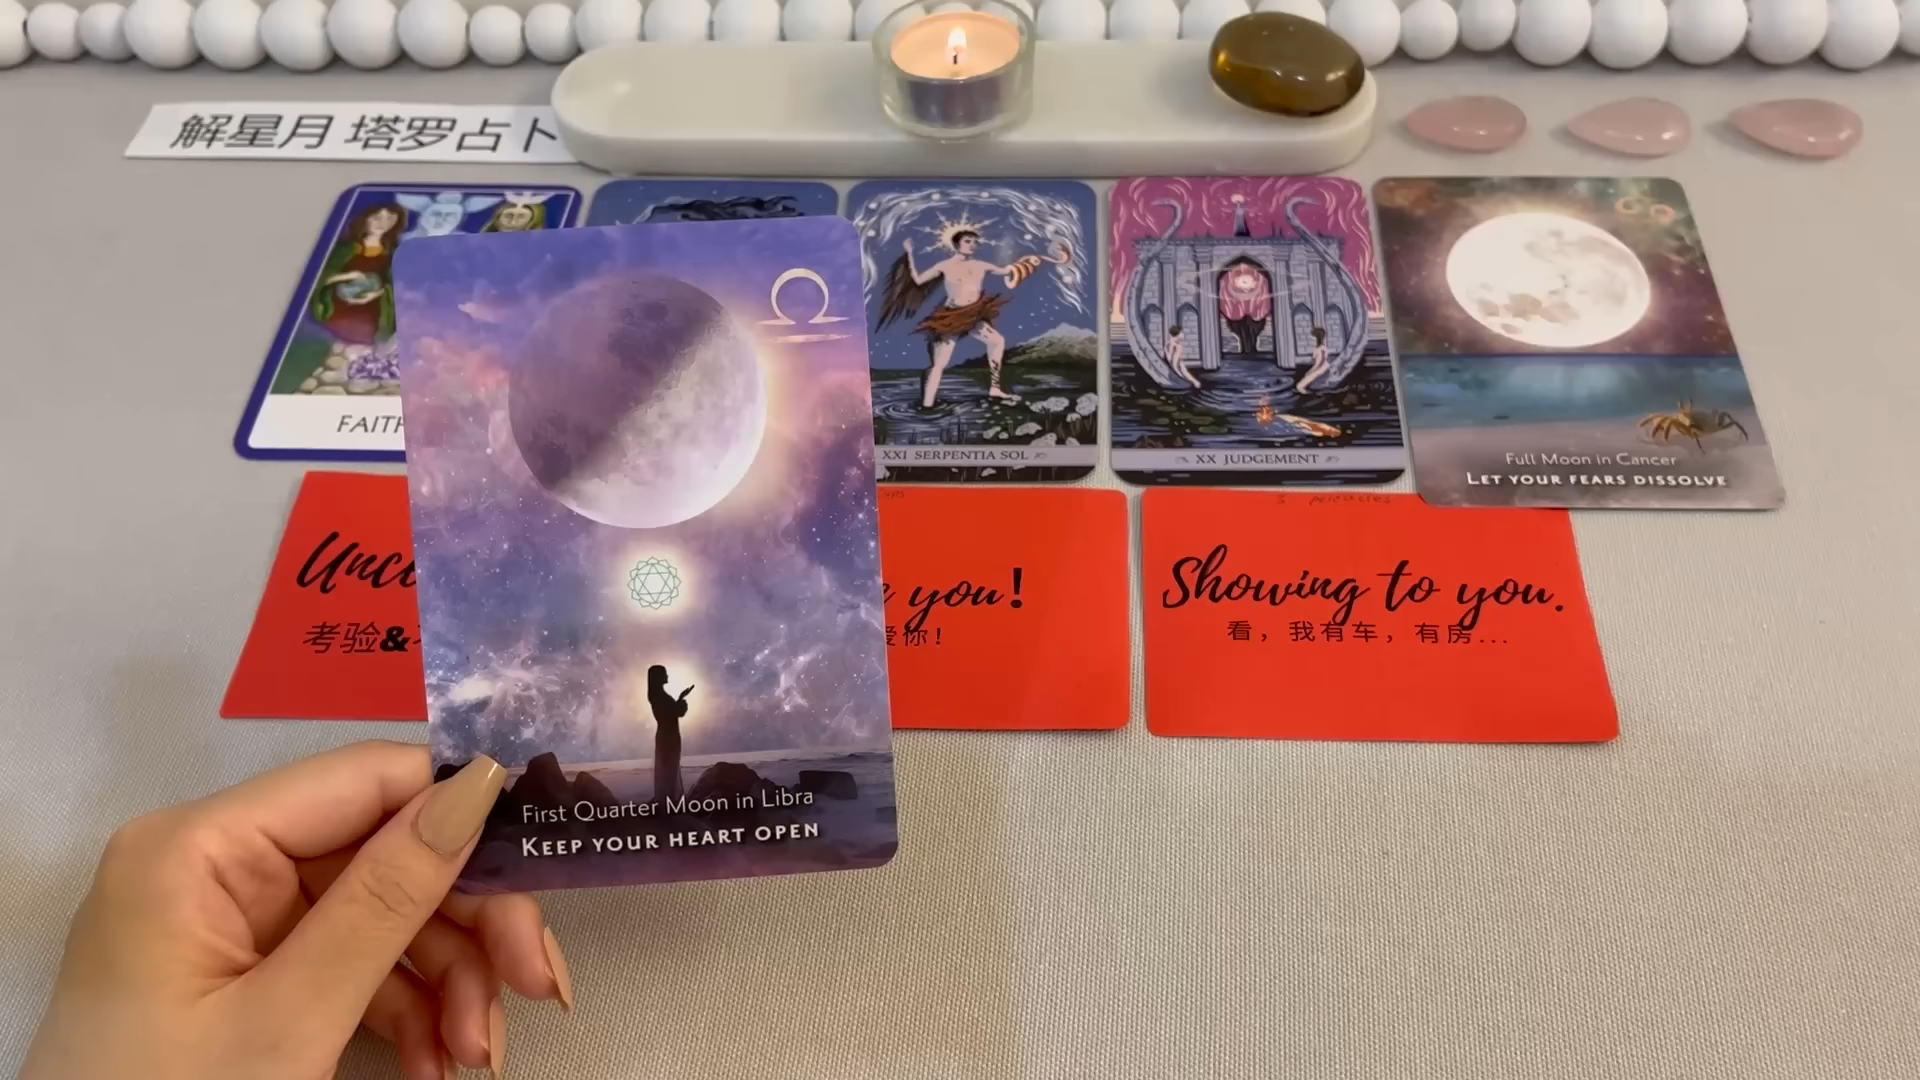 解星月 塔罗占卜
FAITH
XXI SERPENTIA SOL
XX JUDGEMENT
Full Moon in Cancer
LET YOUR FEARS DISSOLVE
First Quarter Moon in Libra
KEEP YOUR HEART OPEN
考验&
you!
爱你!
Showing to you.
看，我有车，有房...